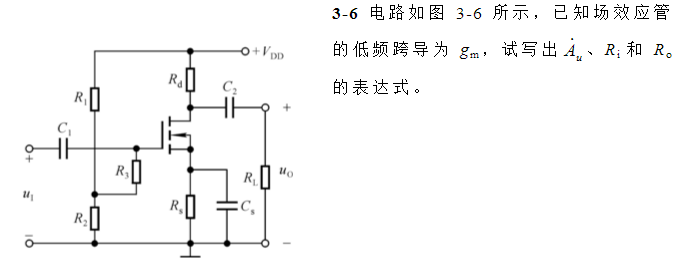 3-6 电路如图 3-6 所示，已知场效应管
的低频跨导为 gm，试写出 Ȧu、Ri 和 Ro
的表达式。
+VDD
Rd
C2
R1
+
C1
+
R3
RL
uO
uI
R2
Rs
Cs
−
−